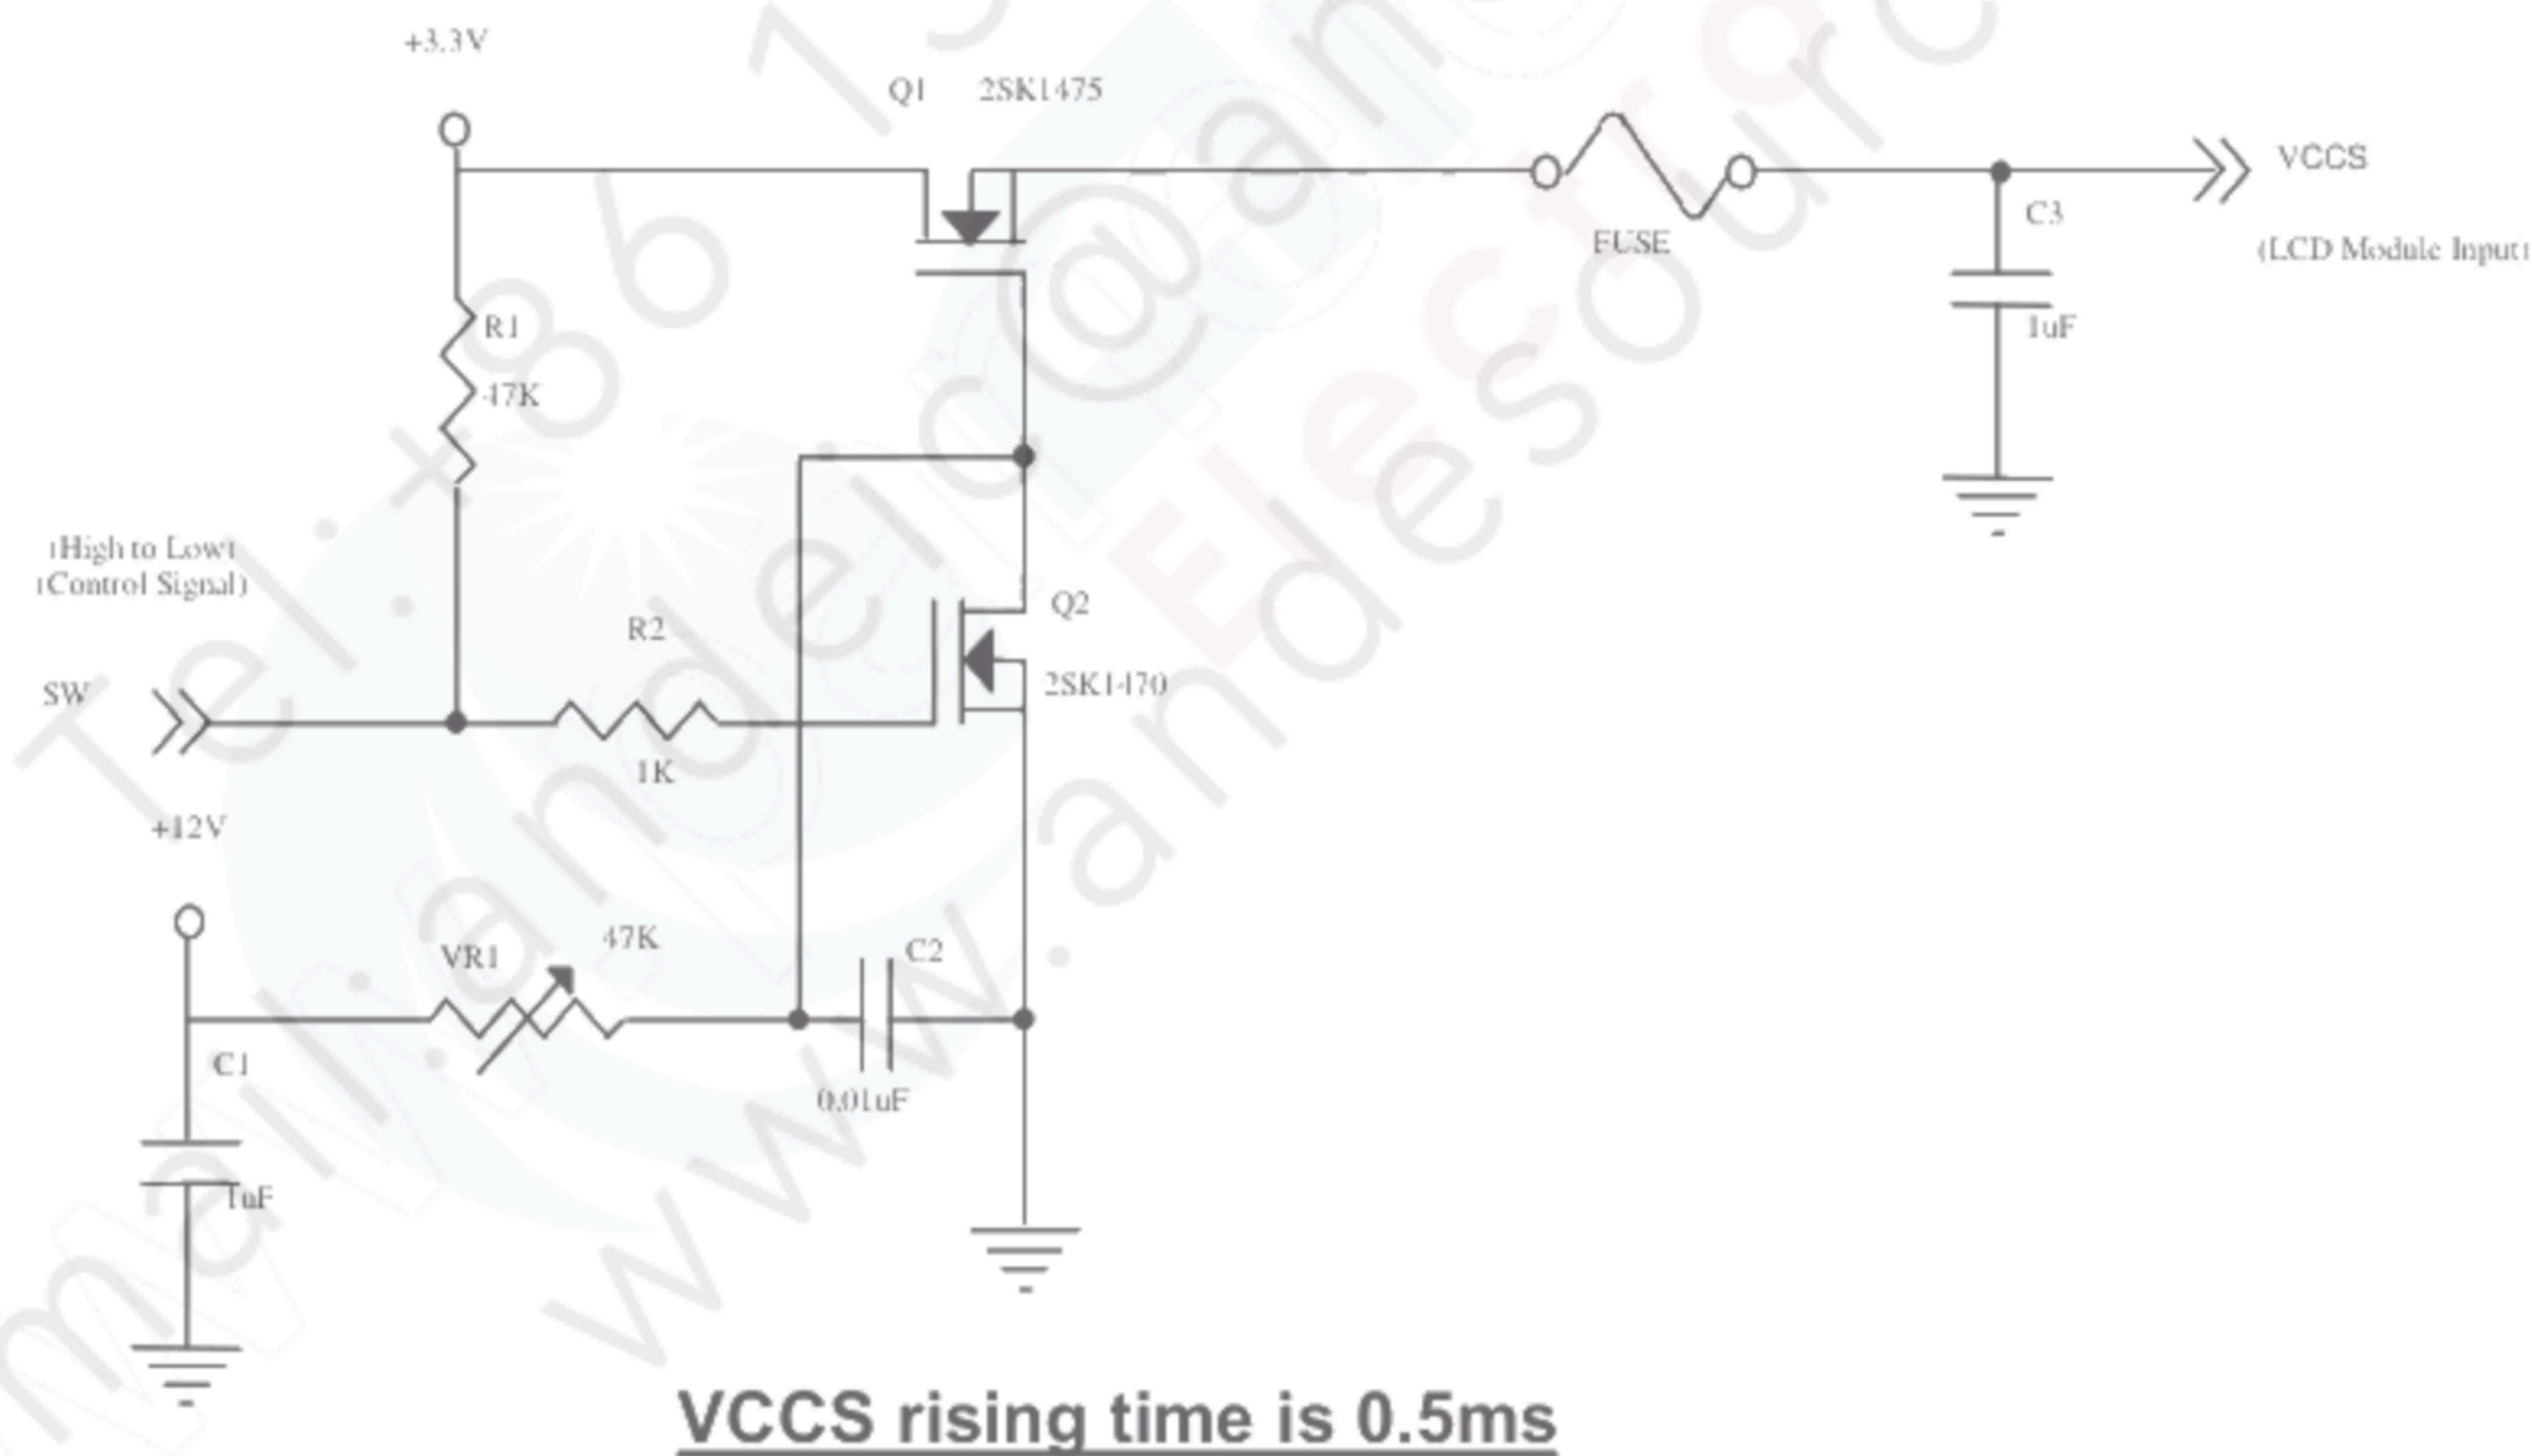 +3.3V
Q1 2SK1475
VCCS
C3
(LCD Module Input)
FUSE
1uF
R1
47K
(High to Low)
(Control Signal)
Q2
R2
2SK1470
SW
1K
+12V
47K
VR1
C2
C1
0.01uF
1uF
VCCS rising time is 0.5ms